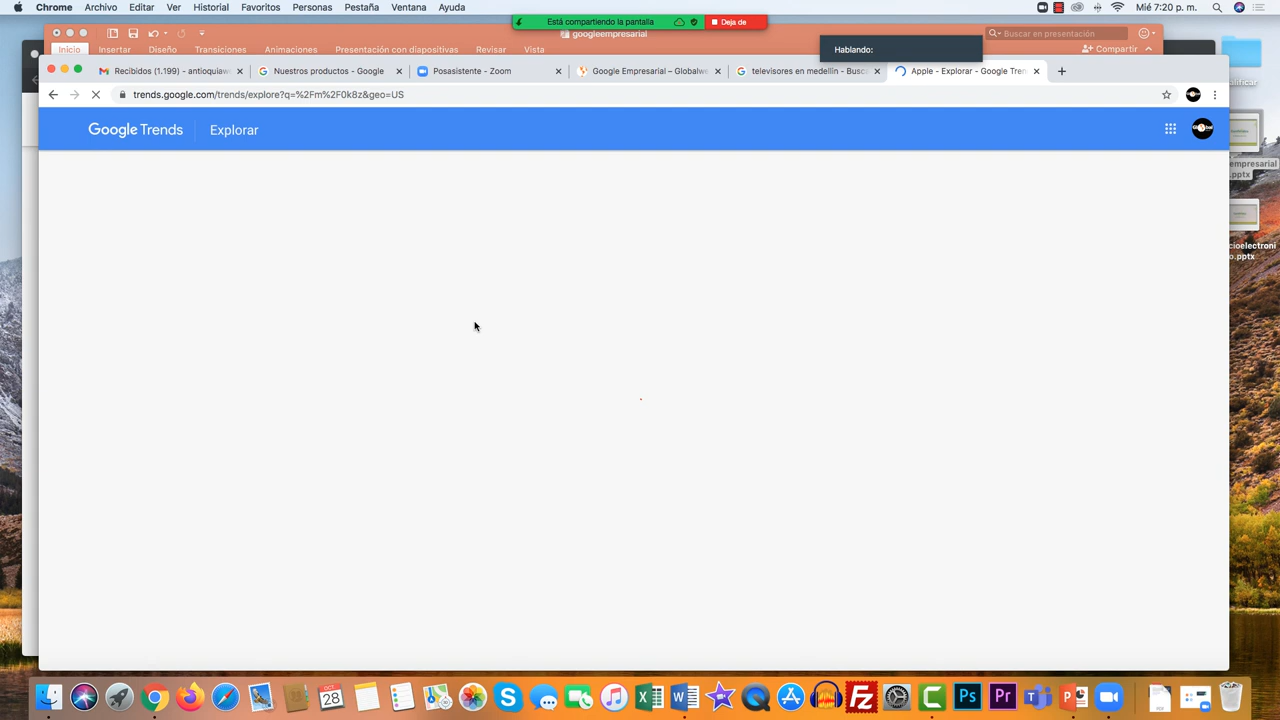 Chrome Archivo Editar Ver Historial Favoritos Personas Pestaña Ventana Ayuda
Mié 7:20 p. m.
Está compartiendo la pantalla Deja de
googleempresarial
Buscar en presentación
Inicio Insertar Diseño Transiciones Animaciones Presentación con diapositivas Revisar Vista
Compartir
Hablando:
Recibidos (1.199) - antioquiaw
Nuestros productos - Google
Posasistente - Zoom
Google Empresarial – Globalwe
televisores en medellin - Busc
Apple - Explorar - Google Tren
trends.google.com/trends/explore?q=%2Fm%2F0k8z&geo=US
Google Trends Explorar
empresarial
.pptx
cioelectroni
o.pptx
OCT
28